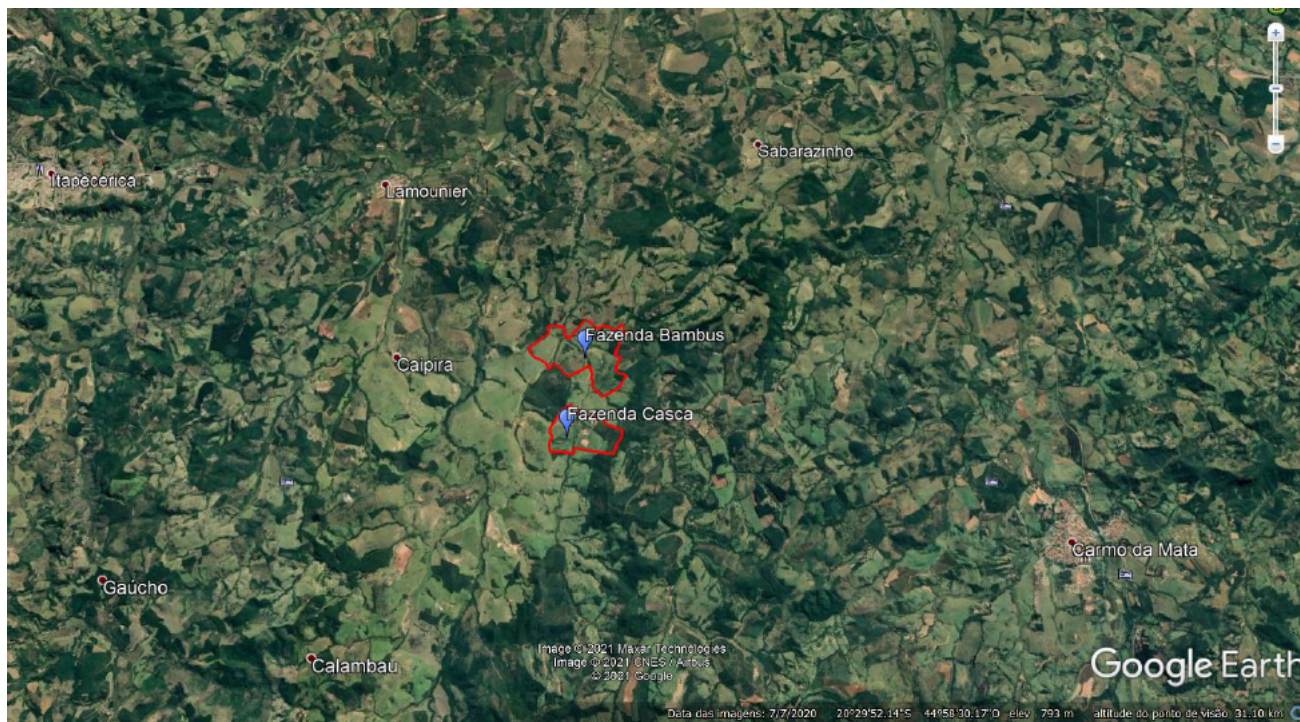 Sabarazinho
Itapecerica
Lamounier
Fazenda Bambus
Caipira
Fazenda Casca
Carmo da Mata
Gaúcho
Calambau
Image © 2021 Maxar Technologies
Image © 2021 CNES / Airbus
© 2021 Google
Google Earth
Data das imagens: 7/7/2020 20°29'52.14"S 44°58'30.17"O elev 793 m altitude do ponto de visão 31.10 km